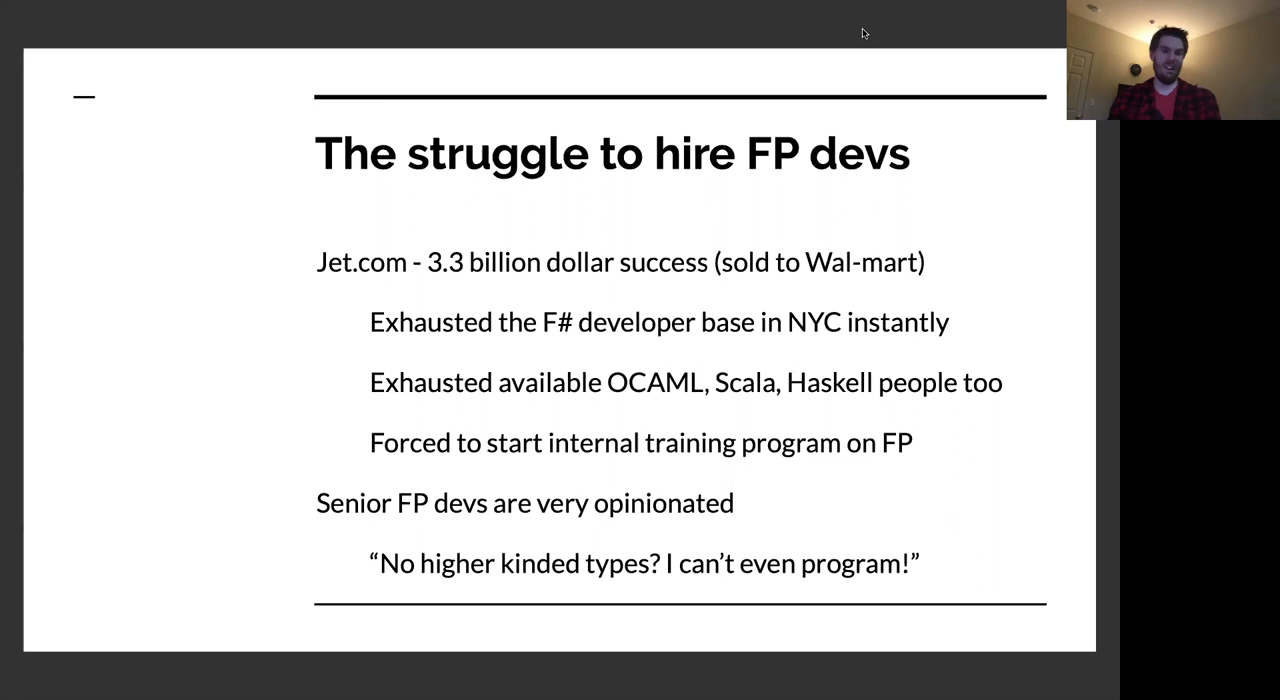 The struggle to hire FP devs
Jet.com - 3.3 billion dollar success (sold to Wal-mart)
Exhausted the F# developer base in NYC instantly
Exhausted available OCAML, Scala, Haskell people too
Forced to start internal training program on FP
Senior FP devs are very opinionated
“No higher kinded types? I can’t even program!”